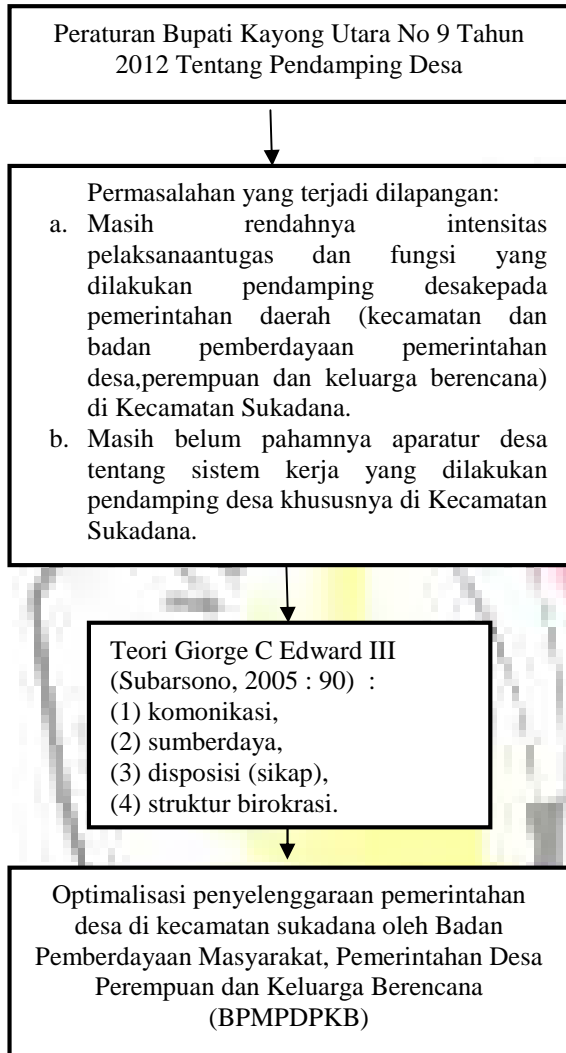 Peraturan Bupati Kayong Utara No 9 Tahun
2012 Tentang Pendamping Desa
Permasalahan yang terjadi dilapangan:
a. Masih rendahnya intensitas
pelaksanaantugas dan fungsi yang
dilakukan pendamping desakepada
pemerintahan daerah (kecamatan dan
badan pemberdayaan pemerintahan
desa,perempuan dan keluarga berencana)
di Kecamatan Sukadana.
b. Masih belum pahamnya aparatur desa
tentang sistem kerja yang dilakukan
pendamping desa khususnya di Kecamatan
Sukadana.
Teori Giorge C Edward III
(Subarsono, 2005 : 90) :
(1) komonikasi,
(2) sumberdaya,
(3) disposisi (sikap),
(4) struktur birokrasi.
Optimalisasi penyelenggaraan pemerintahan
desa di kecamatan sukadana oleh Badan
Pemberdayaan Masyarakat, Pemerintahan Desa
Perempuan dan Keluarga Berencana
(BPMPDPKB)